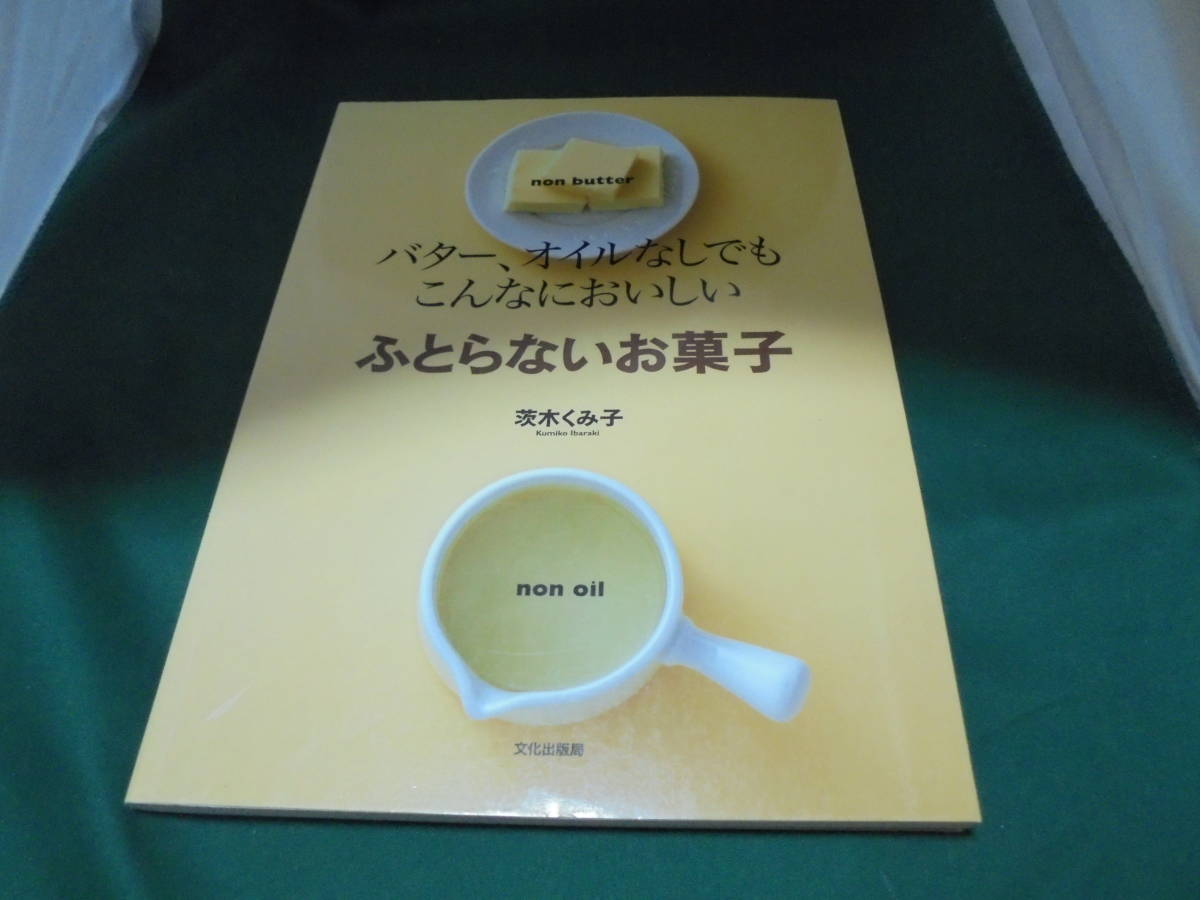 non butter
バター、オイルなしでも
こんなにおいしい
ふとらないお菓子
茨木くみ子
Kumiko Ibaraki
non oil
文化出版局